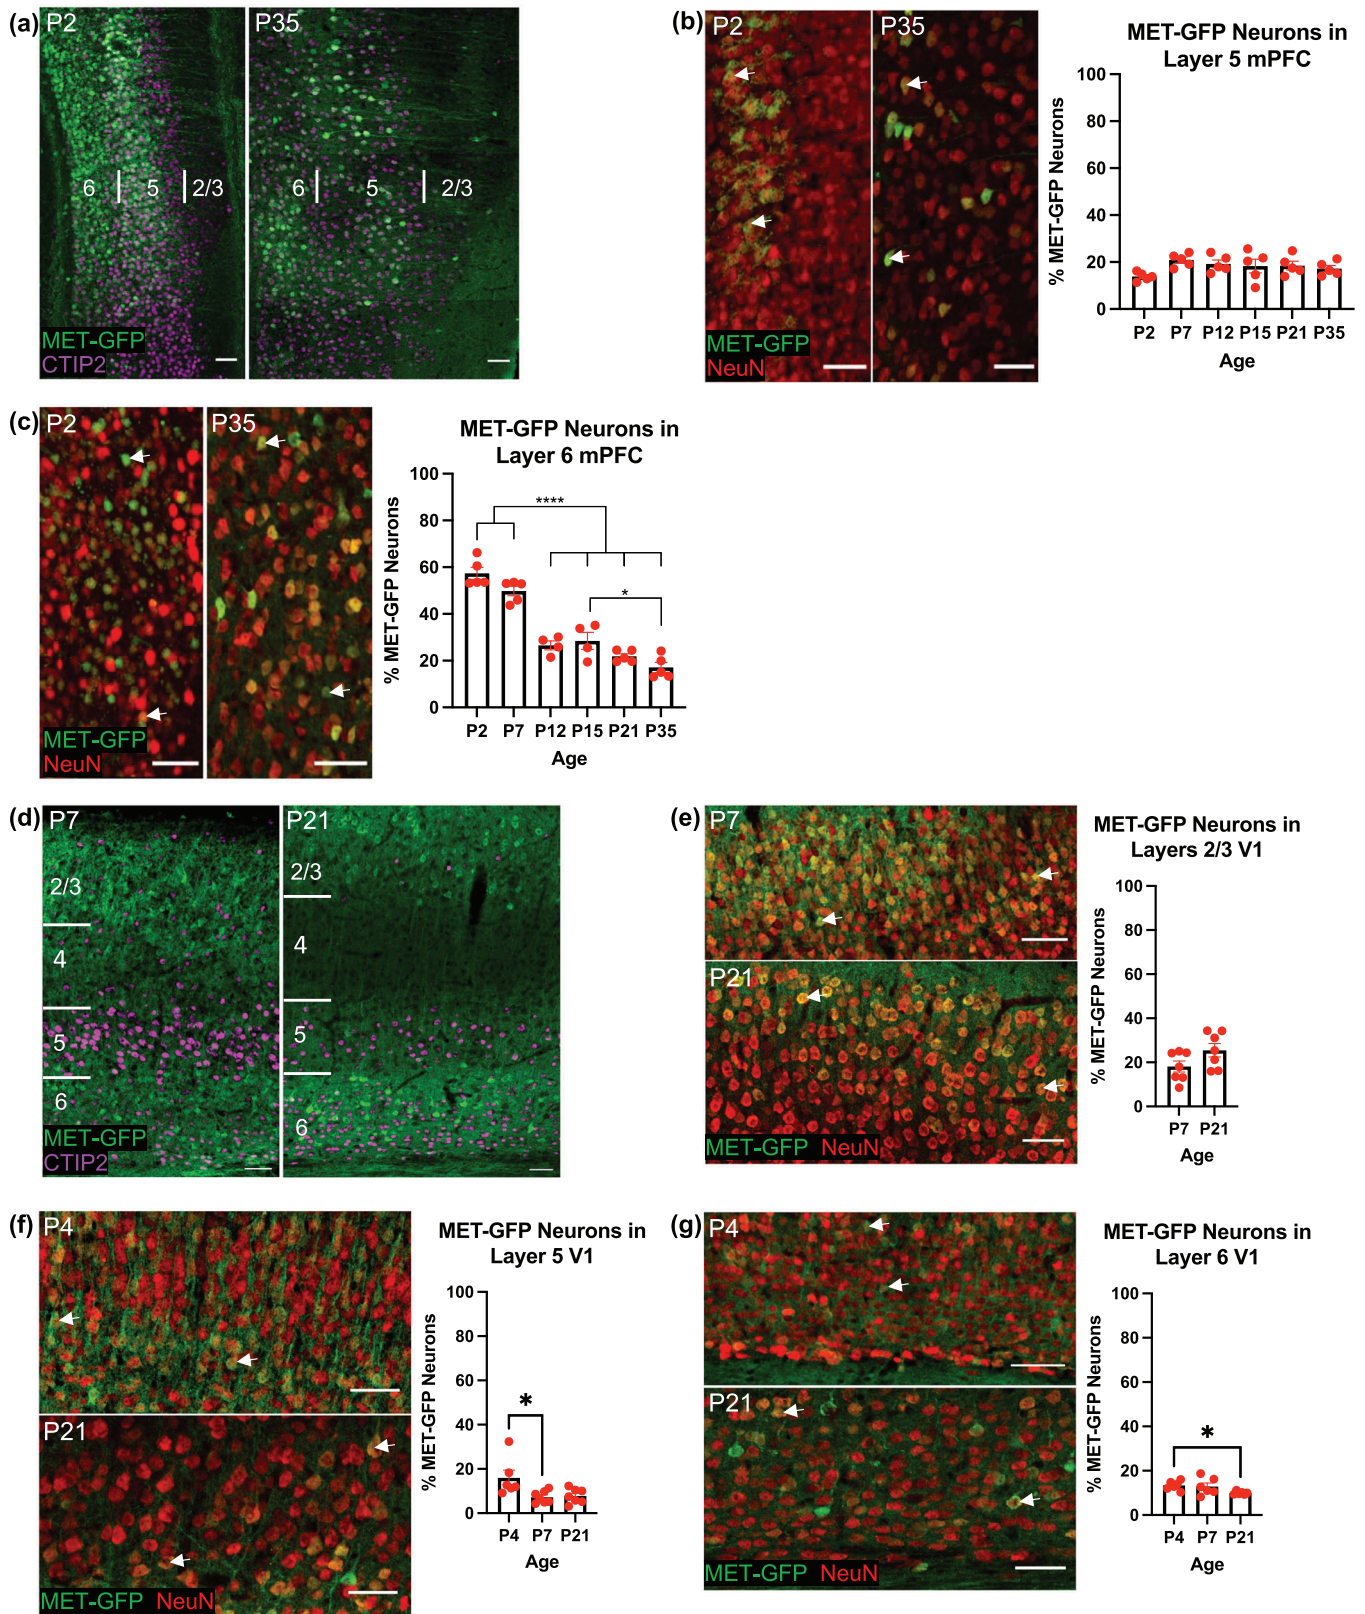 (a)
P2
P35
6
5
2/3
6
5
2/3
MET-GFP
CTIP2
(b)
P2
P35
MET-GFP
NeuN
MET-GFP Neurons in
Layer 5 mPFC
% MET-GFP Neurons
100
80
60
40
20
0
P2 P7 P12 P15 P21 P35
Age
(c)
P2
P35
MET-GFP
NeuN
MET-GFP Neurons in
Layer 6 mPFC
% MET-GFP Neurons
100
80
60
40
20
0
****
*
P2 P7 P12 P15 P21 P35
Age
(d)
P7
P21
2/3
4
5
6
2/3
4
5
6
MET-GFP
CTIP2
(e)
P7
P21
MET-GFP NeuN
MET-GFP Neurons in
Layers 2/3 V1
% MET-GFP Neurons
100
80
60
40
20
0
P7 P21
Age
(f)
P4
P21
MET-GFP NeuN
MET-GFP Neurons in
Layer 5 V1
% MET-GFP Neurons
100
80
60
40
20
0
*
P4 P7 P21
Age
(g)
P4
P21
MET-GFP NeuN
MET-GFP Neurons in
Layer 6 V1
% MET-GFP Neurons
100
80
60
40
20
0
*
P4 P7 P21
Age